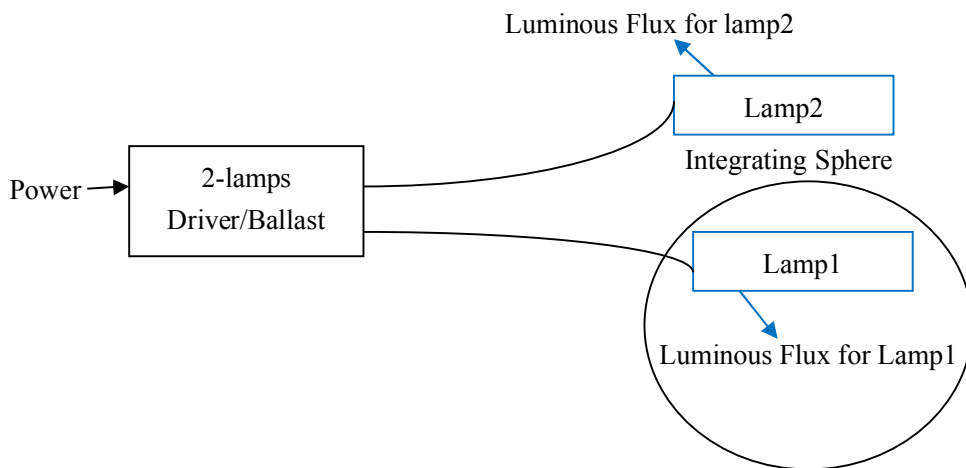 Luminous Flux for lamp2
Lamp2
Integrating Sphere
2-lamps
Power
Driver/Ballast
Lamp1
Luminous Flux for Lamp1